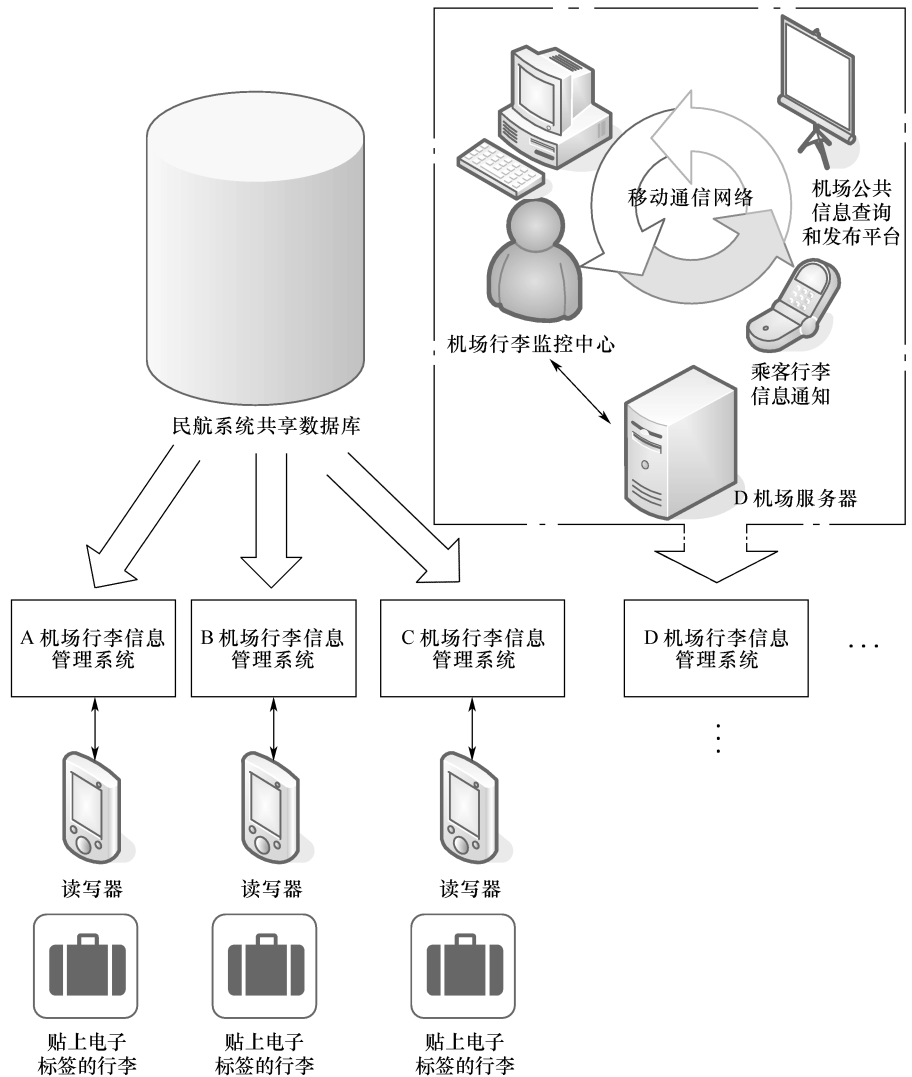 移动通信网络
机场公共
信息查询
和发布平台
机场行李监控中心
乘客行李
信息通知
民航系统共享数据库
D 机场服务器
A 机场行李信息
管理系统
B 机场行李信息
管理系统
C 机场行李信息
管理系统
D 机场行李信息
管理系统
...
读写器
读写器
读写器
贴上电子
标签的行李
贴上电子
标签的行李
贴上电子
标签的行李